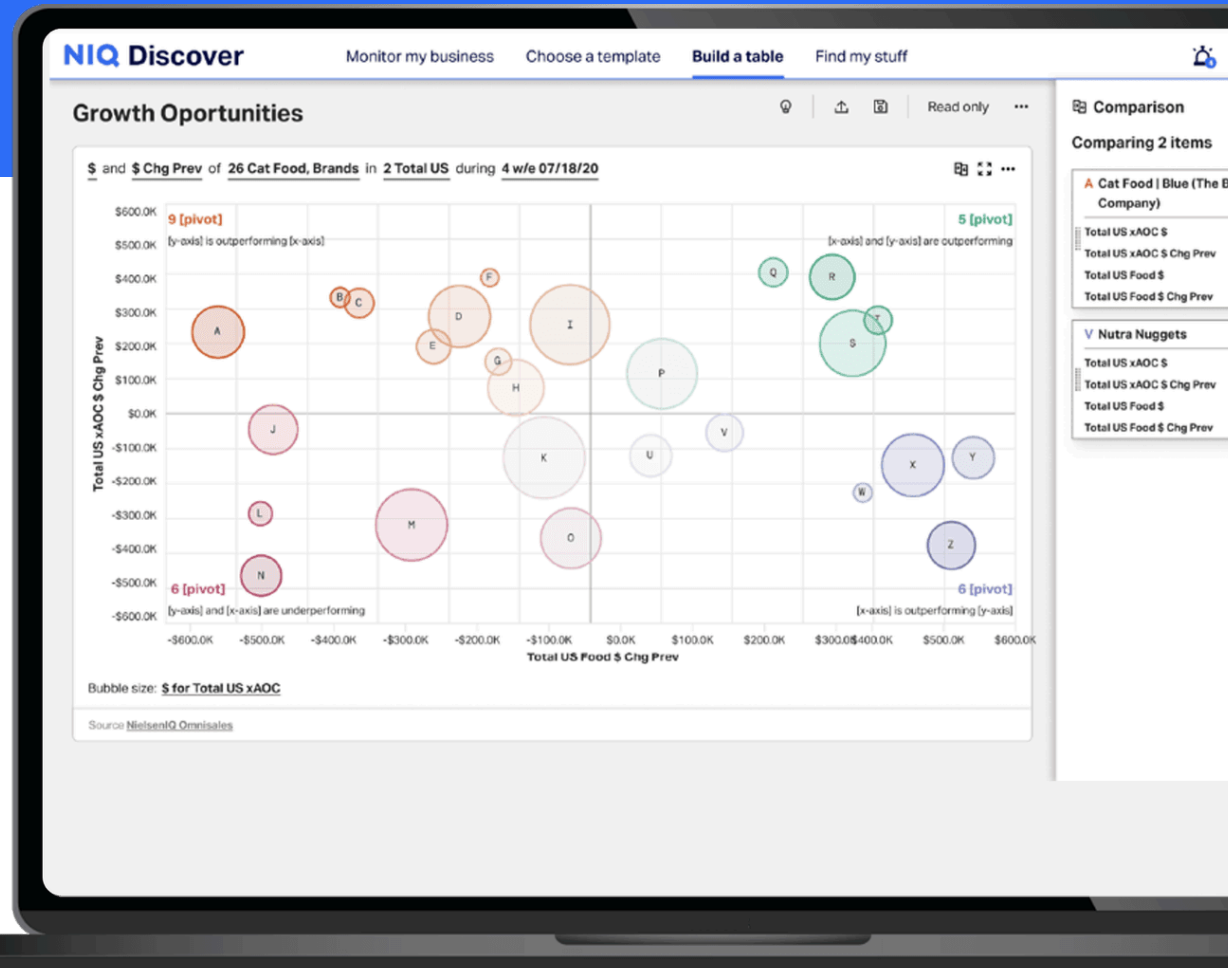 NIQ Discover
Monitor my business
Choose a template
Build a table
Find my stuff
Growth Oportunities
Read only
$ and $ Chg Prev of 26 Cat Food, Brands in 2 Total US during 4 w/e 07/18/20
9 [pivot]
[y-axis] is outperforming [x-axis]
5 [pivot]
[x-axis] and [y-axis] are outperforming
Total US xAOC $ Chg Prev
$600.0K
$500.0K
$400.0K
$300.0K
$200.0K
$100.0K
$0.0K
-$100.0K
-$200.0K
-$300.0K
-$400.0K
-$500.0K
-$600.0K
A
B
C
D
E
F
G
H
I
J
K
L
M
N
O
P
Q
R
S
T
U
V
W
X
Y
Z
6 [pivot]
[y-axis] and [x-axis] are underperforming
6 [pivot]
[x-axis] is outperforming [y-axis]
-$600.0K
-$500.0K
-$400.0K
-$300.0K
-$200.0K
-$100.0K
$0.0K
$100.0K
$200.0K
$300.0K
$400.0K
$500.0K
$600.0K
Total US Food $ Chg Prev
Bubble size: $ for Total US xAOC
Source NielsenIQ Omnisales
Comparison
Comparing 2 items
A Cat Food | Blue (The B
Company)
Total US xAOC $
Total US xAOC $ Chg Prev
Total US Food $
Total US Food $ Chg Prev
V Nutra Nuggets
Total US xAOC $
Total US xAOC $ Chg Prev
Total US Food $
Total US Food $ Chg Prev